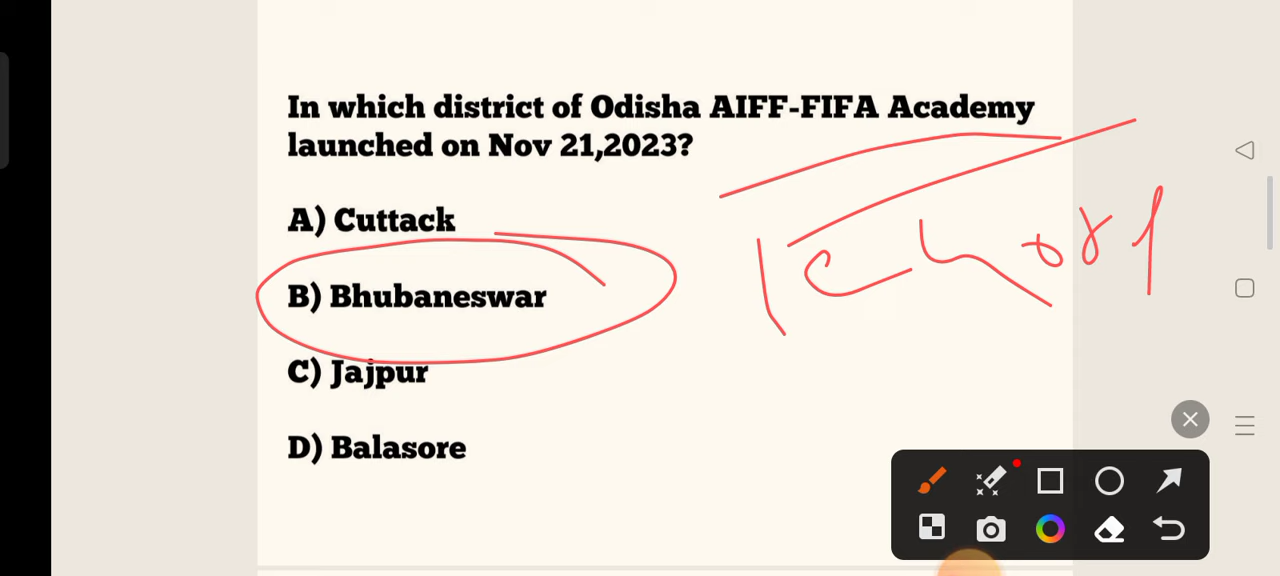 In which district of Odisha AIFF-FIFA Academy
launched on Nov 21,2023?
A) Cuttack
B) Bhubaneswar
C) Jajpur
D) Balasore